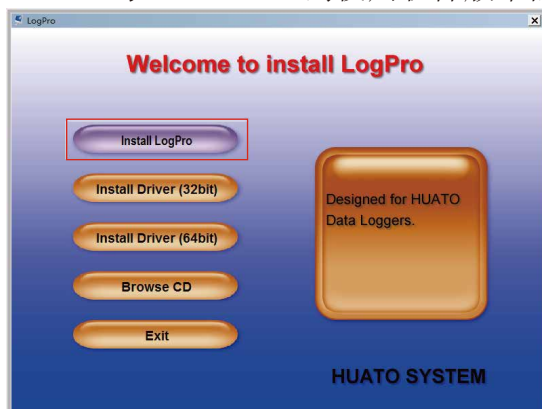 LogPro
Welcome to install LogPro
Install LogPro
Install Driver (32bit)
Install Driver (64bit)
Browse CD
Exit
Designed for HUATO
Data Loggers.
HUATO SYSTEM